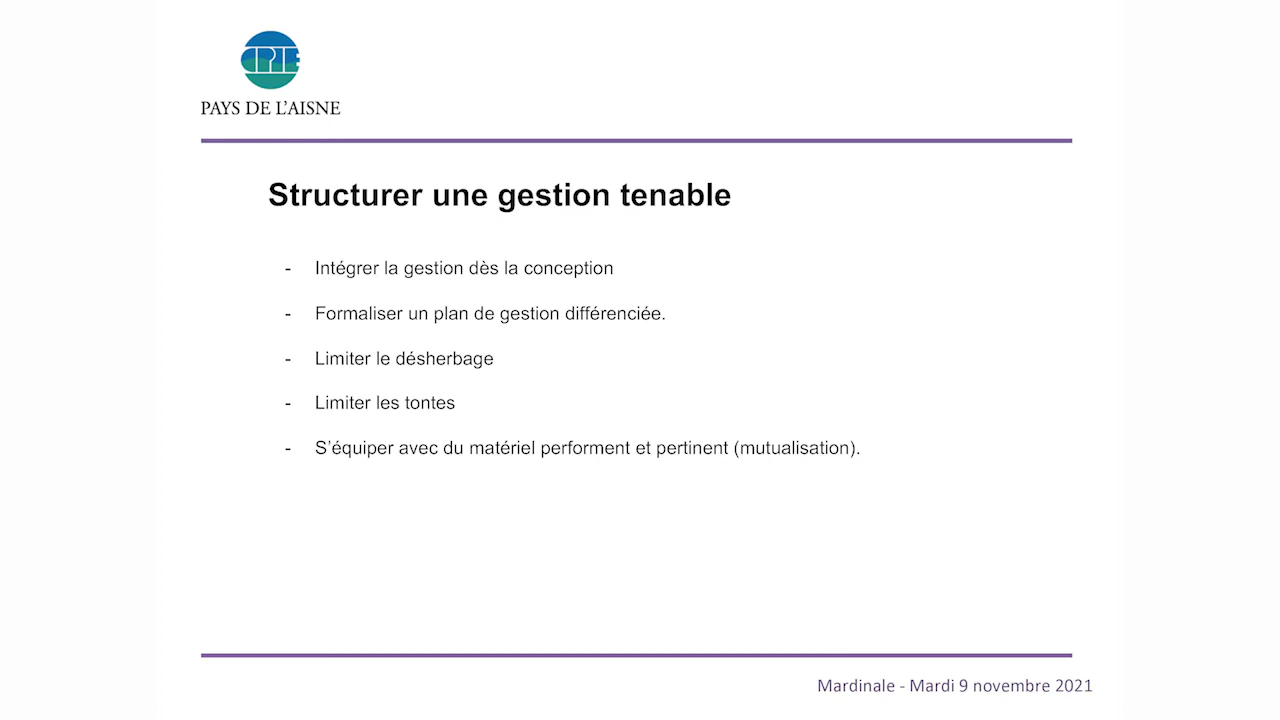 CPIE
PAYS DE L'AISNE
Structurer une gestion tenable
- Intégrer la gestion dès la conception
- Formaliser un plan de gestion différenciée.
- Limiter le désherbage
- Limiter les tontes
- S'équiper avec du matériel performent et pertinent (mutualisation).
Mardinale - Mardi 9 novembre 2021